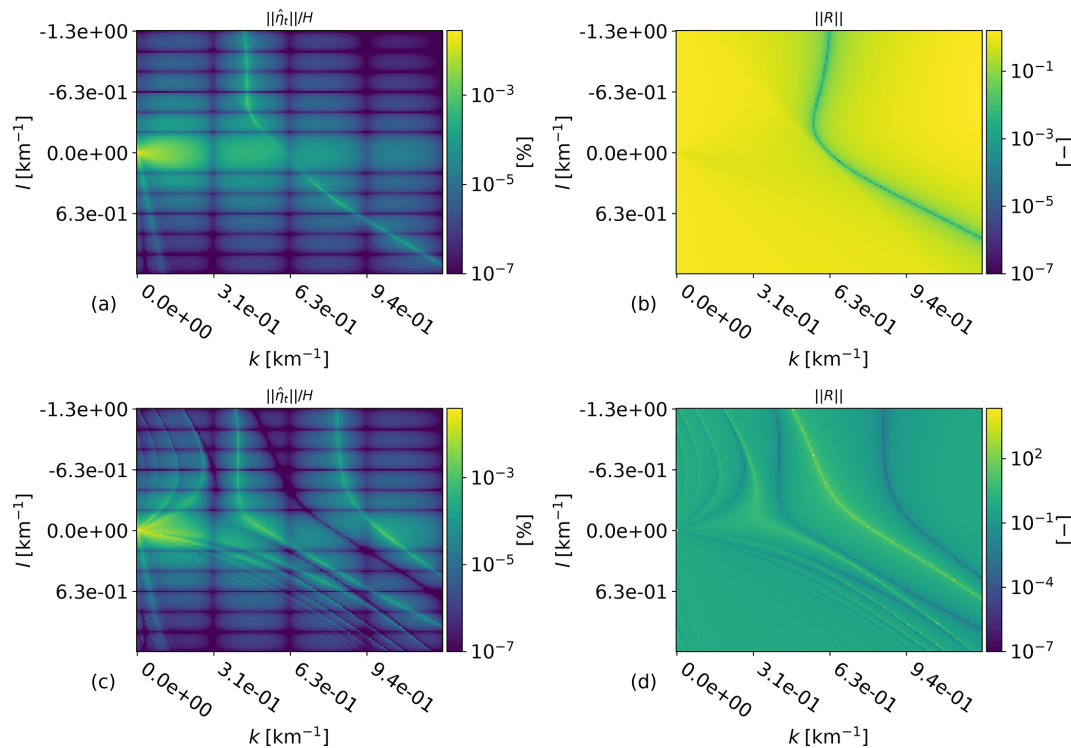 ||η̂ₜ||/H
||R||
-1.3e+00
-6.3e-01
0.0e+00
6.3e-01
l [km⁻¹]
10⁻³
10⁻⁵
10⁻⁷
[%]
-1.3e+00
-6.3e-01
0.0e+00
6.3e-01
l [km⁻¹]
10⁻¹
10⁻³
10⁻⁵
10⁻⁷
[−]
(a)
0.0e+00
3.1e-01
6.3e-01
9.4e-01
k [km⁻¹]
(b)
0.0e+00
3.1e-01
6.3e-01
9.4e-01
k [km⁻¹]
||η̂ₜ||/H
||R||
-1.3e+00
-6.3e-01
0.0e+00
6.3e-01
l [km⁻¹]
10⁻³
10⁻⁵
10⁻⁷
[%]
-1.3e+00
-6.3e-01
0.0e+00
6.3e-01
l [km⁻¹]
10²
10⁻¹
10⁻⁴
10⁻⁷
[−]
(c)
0.0e+00
3.1e-01
6.3e-01
9.4e-01
k [km⁻¹]
(d)
0.0e+00
3.1e-01
6.3e-01
9.4e-01
k [km⁻¹]